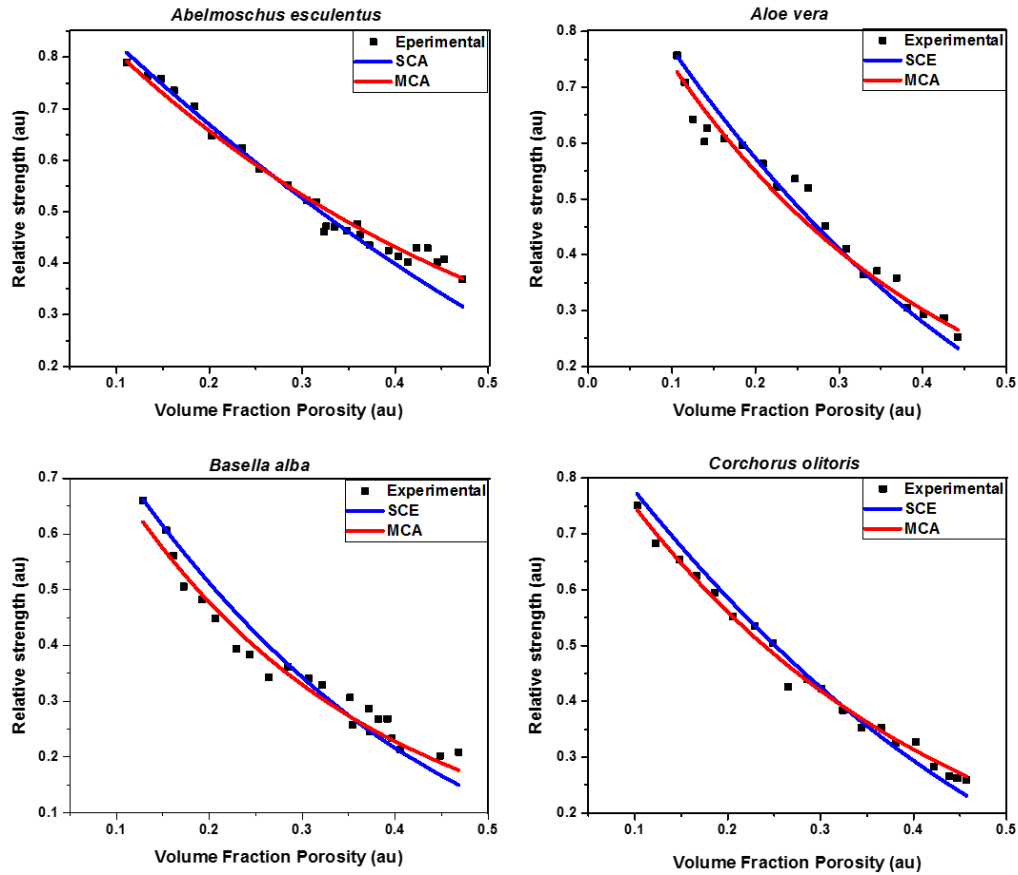 Abelmoschus esculentus
Eperimental
SCA
MCA
Relative strength (au)
0.8
0.7
0.6
0.5
0.4
0.3
0.2
0.1 0.2 0.3 0.4 0.5
Volume Fraction Porosity (au)
Aloe vera
Experimental
SCE
MCA
Relative strength (au)
0.8
0.7
0.6
0.5
0.4
0.3
0.2
0.0 0.1 0.2 0.3 0.4 0.5
Volume Fraction Porosity (au)
Basella alba
Experimental
SCE
MCA
Relative strength (au)
0.7
0.6
0.5
0.4
0.3
0.2
0.1
0.1 0.2 0.3 0.4 0.5
Volume Fraction Porosity (au)
Corchorus olitoris
Experimental
SCE
MCA
Relative strength (au)
0.8
0.7
0.6
0.5
0.4
0.3
0.2
0.1 0.2 0.3 0.4 0.5
Volume Fraction Porosity (au)